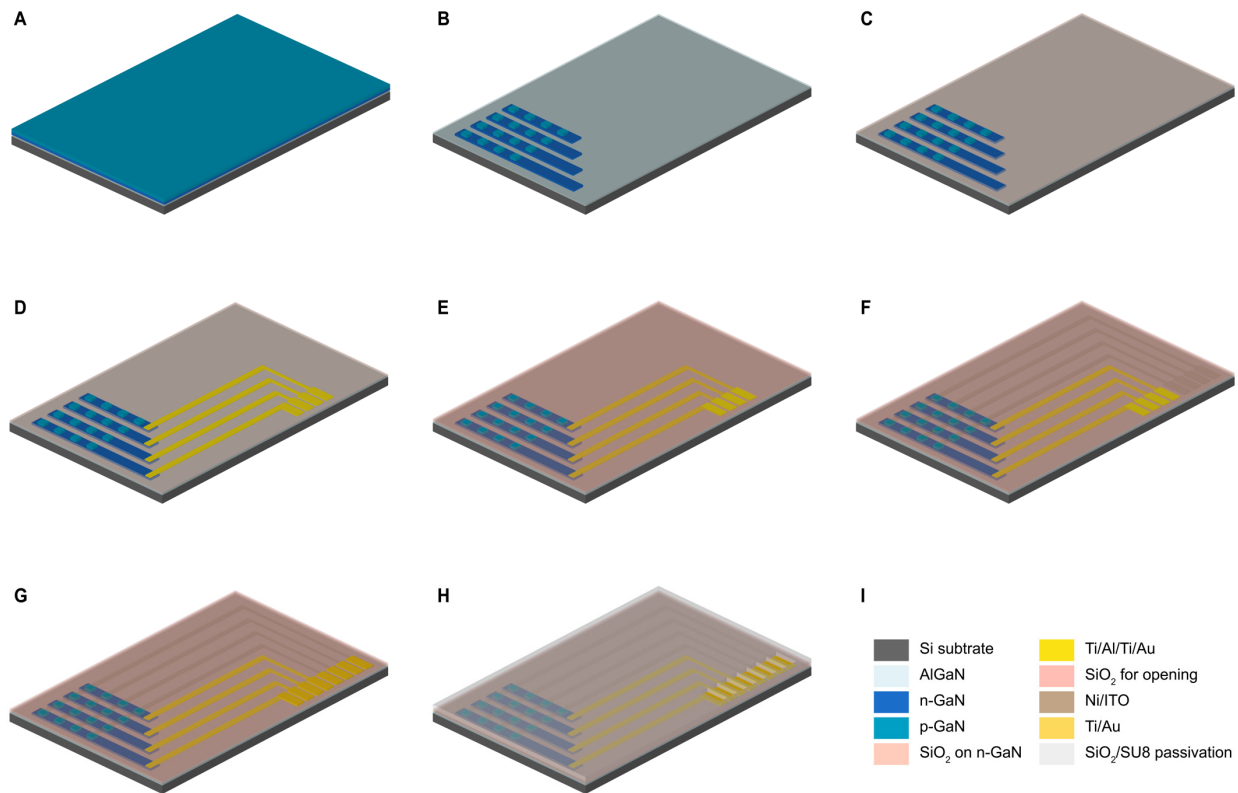 A
B
C
D
E
F
G
H
I
Si subtrate
AlGaN
n-GaN
p-GaN
SiO₂ on n-GaN
Ti/Al/Ti/Au
SiO₂ for opening
Ni/ITO
Ti/Au
SiO₂/SU8 passivation